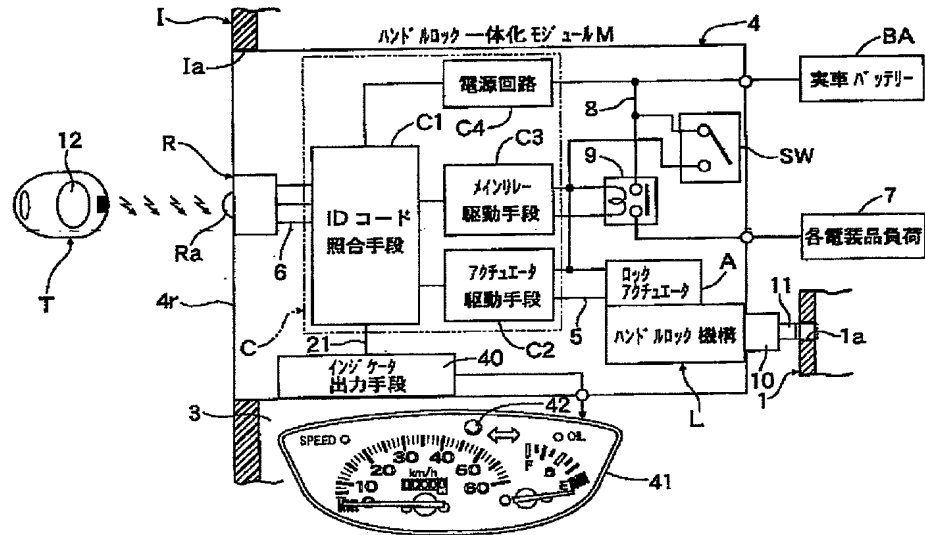 I
Ia
ハンドルロック 一体化 モジュール M
4
BA
実車 バッテリー
電源回路
C4
8
C1
C3
9
SW
12
R
T
Ra
6
4r
ID コード
照合手段
メインリレー
駆動手段
7
各電装品負荷
アクチュエータ
駆動手段
C2
C
5
A
ロック
アクチュエータ
ハンドルロック 機構
L
11
1a
10
1
21
40
インジケータ
出力手段
3
42
SPEED
OIL
km/h
10
20
30
40
50
60
00000
F
E
41